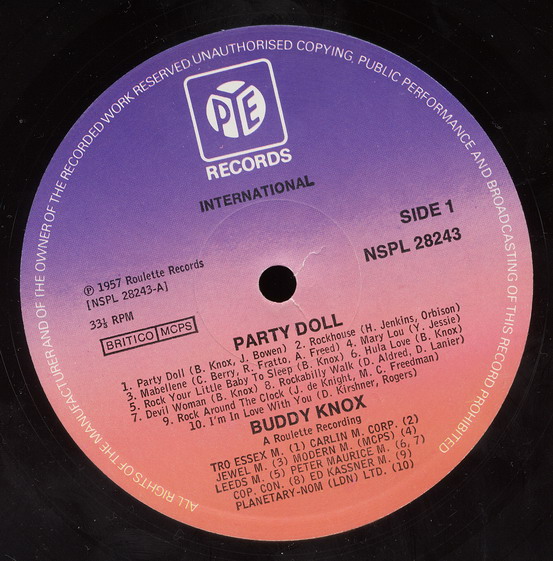 ALL RIGHTS OF THE MANUFACTURER AND OF THE OWNER OF THE RECORDED WORK RESERVED UNAUTHORISED COPYING, PUBLIC PERFORMANCE AND BROADCASTING OF THIS RECORD PROHIBITED
PYE
RECORDS
INTERNATIONAL
SIDE 1
NSPL 28243
℗ 1957 Roulette Records
[NSPL 28243-A]
33⅓ RPM
BRITICO MCPS
PARTY DOLL
1. Party Doll (B. Knox, J. Bowen) 2. Rockhouse (H. Jenkins, Orbison)
3. Mabellene (C. Berry, R. Fratto, A. Freed) 4. Mary Lou (Y. Jessie)
5. Rock Your Little Baby To Sleep (B. Knox) 6. Hula Love (B. Knox)
7. Devil Woman (B. Knox) 8. Rockabilly Walk (D. Aldred, D. Lanier)
9. Rock Around The Clock (J. de Knight, M. C. Freedman)
10. I'm In Love With You (D. Kirshner, Rogers)
BUDDY KNOX
A Roulette Recording
TRO ESSEX M. (1) CARLIN M. CORP. (2)
JEWEL M. (3) MODERN M. (MCPS) (4)
LEEDS M. (5) PETER MAURICE M. (6, 7)
COP. CON. (8) ED KASSNER M. (9)
PLANETARY-NOM (LDN) LTD. (10)